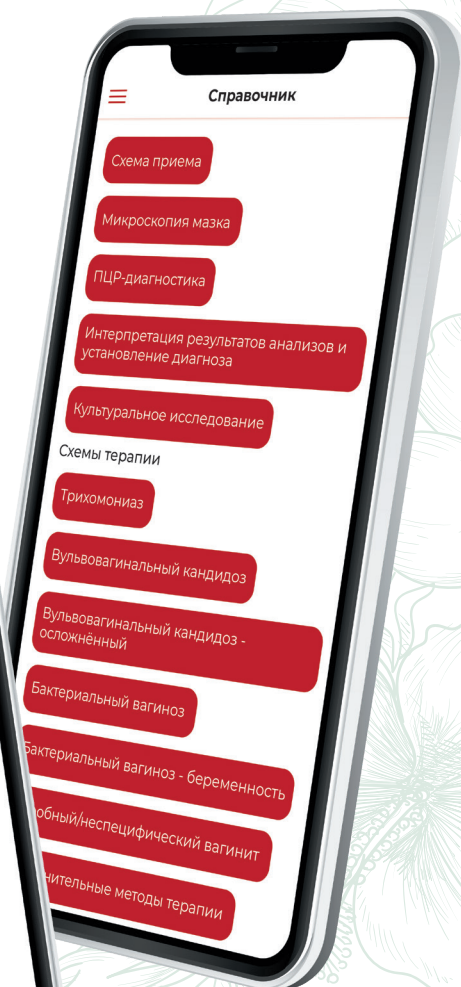 Справочник
Схема приема
Микроскопия мазка
ПЦР-диагностика
Интерпретация результатов анализов и
установление диагноза
Культуральное исследование
Схемы терапии
Трихомониаз
Вульвовагинальный кандидоз
Вульвовагинальный кандидоз -
осложнённый
Бактериальный вагиноз
Бактериальный вагиноз - беременность
обный/неспецифический вагинит
нительные методы терапии